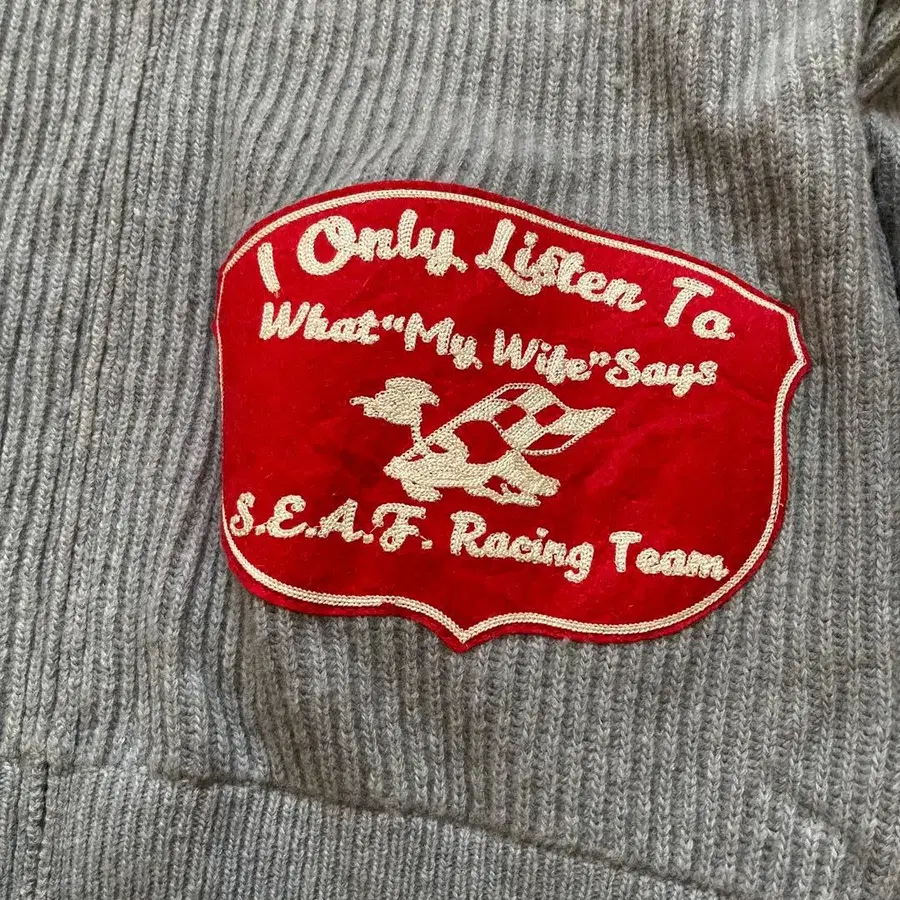 I Only Listen To
What "My Wife" Says
S.E.A.F. Racing Team